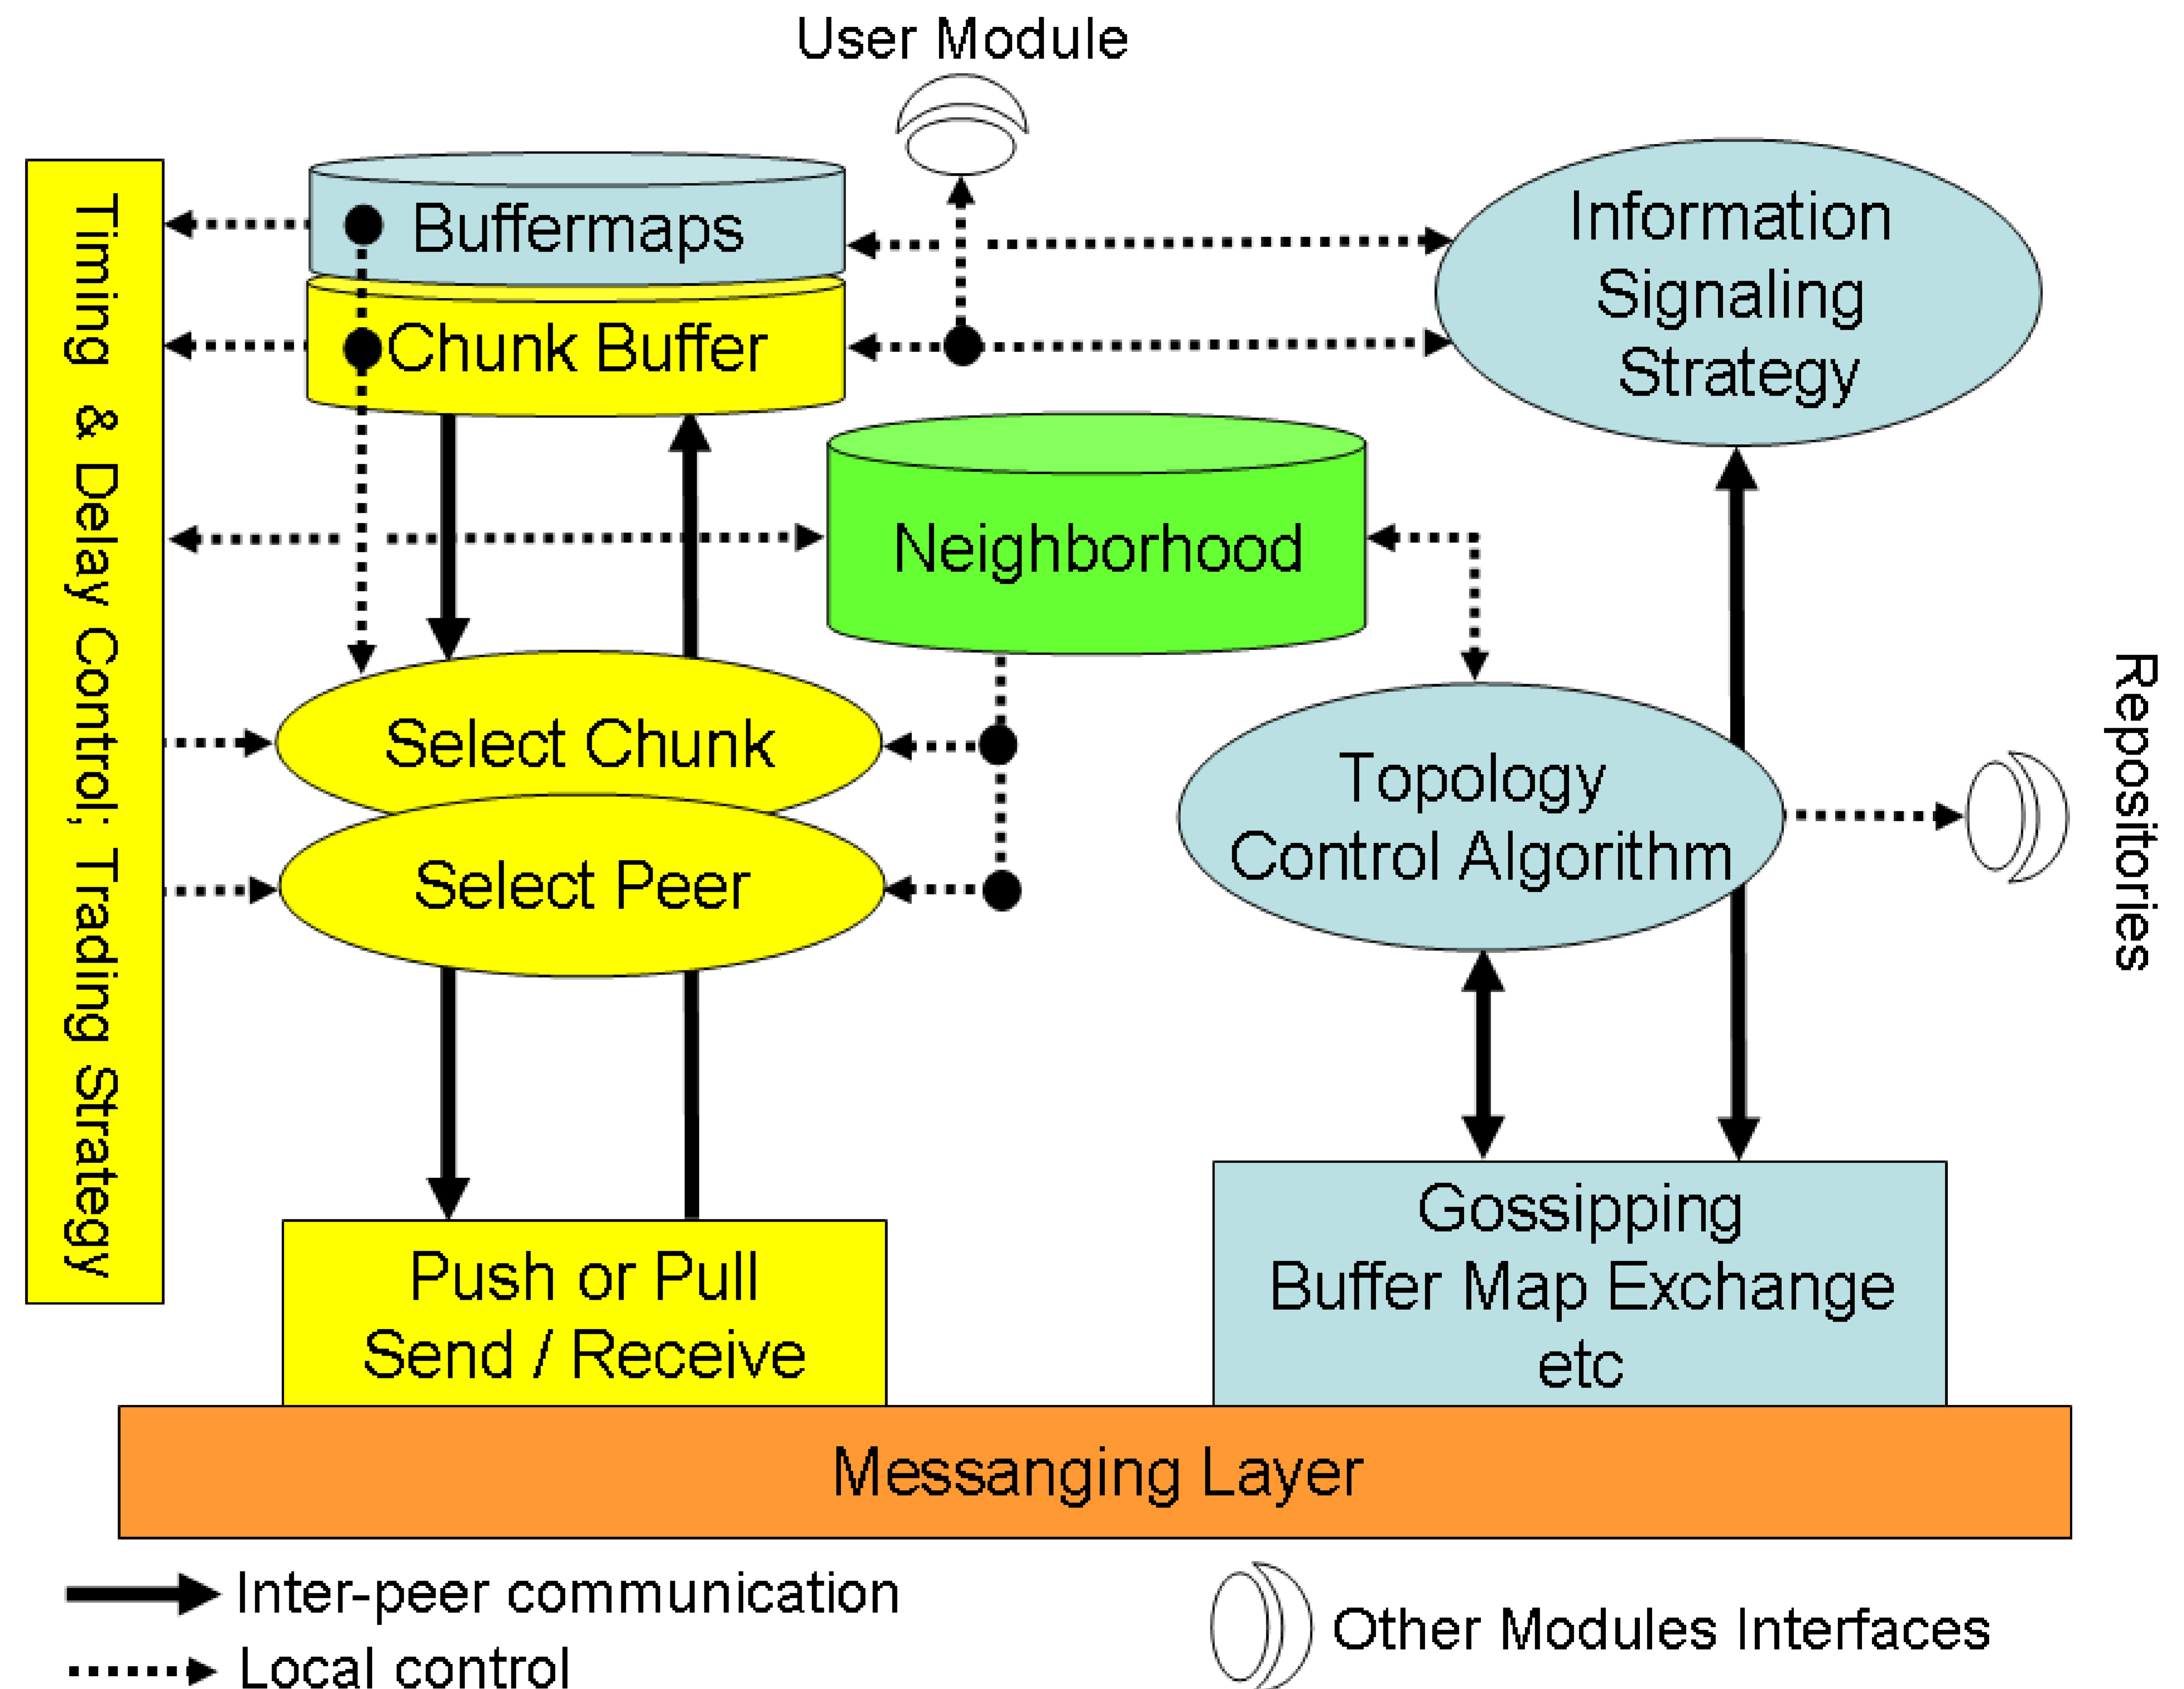 User Module
Buffermaps
Chunk Buffer
Information
Signaling
Strategy
Timing & Delay Control; Trading Strategy
Neighborhood
Select Chunk
Select Peer
Topology
Control Algorithm
Repositories
Push or Pull
Send / Receive
Gossipping
Buffer Map Exchange
etc
Messanging Layer
Inter-peer communication
Local control
Other Modules Interfaces